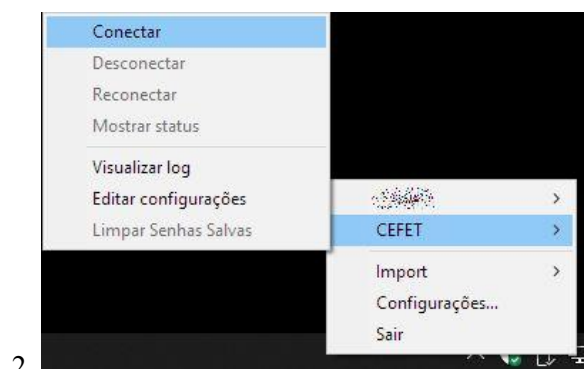 Conectar
Desconectar
Reconectar
Mostrar status
Visualizar log
Editar configurações
Limpar Senhas Salvas
CEFET
Import
Configurações...
Sair
2.